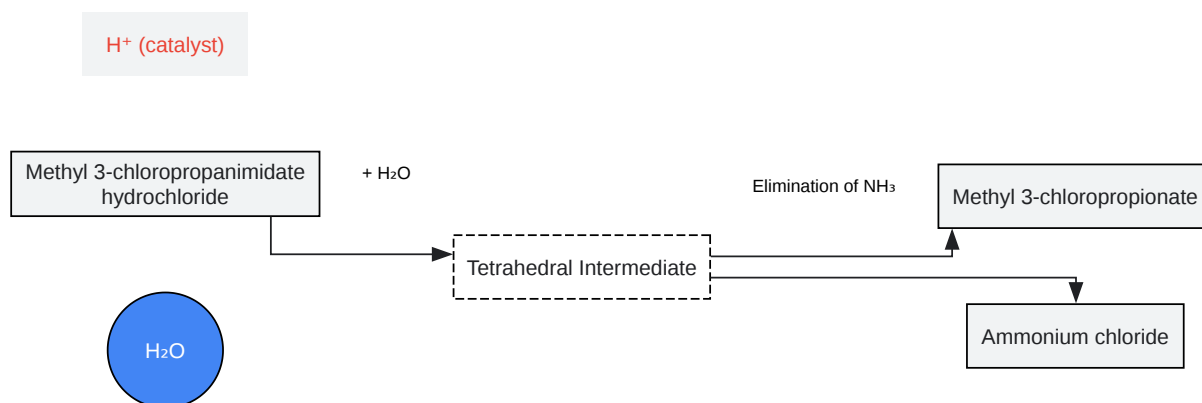 H⁺ (catalyst)
Methyl 3-chloropropanimidate
hydrochloride
+ H₂O
Elimination of NH₃
Methyl 3-chloropropionate
Tetrahedral Intermediate
Ammonium chloride
H₂O